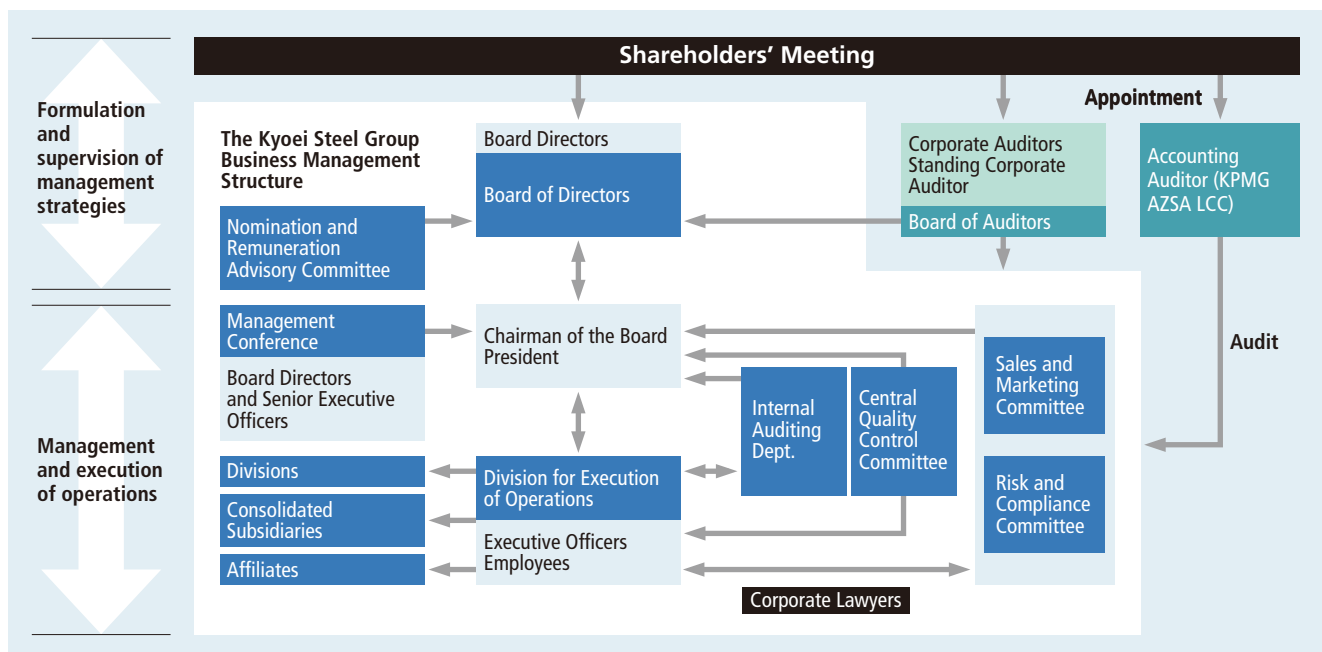 Shareholders' Meeting
Formulation
and
supervision of
management
strategies
The Kyoei Steel Group
Business Management
Structure
Board Directors
Board of Directors
Nomination and
Remuneration
Advisory Committee
Appointment
Corporate Auditors
Standing Corporate
Auditor
Board of Auditors
Accounting
Auditor (KPMG
AZSA LCC)
Management
and execution
of operations
Management
Conference
Board Directors
and Senior Executive
Officers
Chairman of the Board
President
Internal
Auditing
Dept.
Central
Quality
Control
Committee
Sales and
Marketing
Committee
Risk and
Compliance
Committee
Audit
Divisions
Consolidated
Subsidiaries
Affiliates
Division for Execution
of Operations
Executive Officers
Employees
Corporate Lawyers